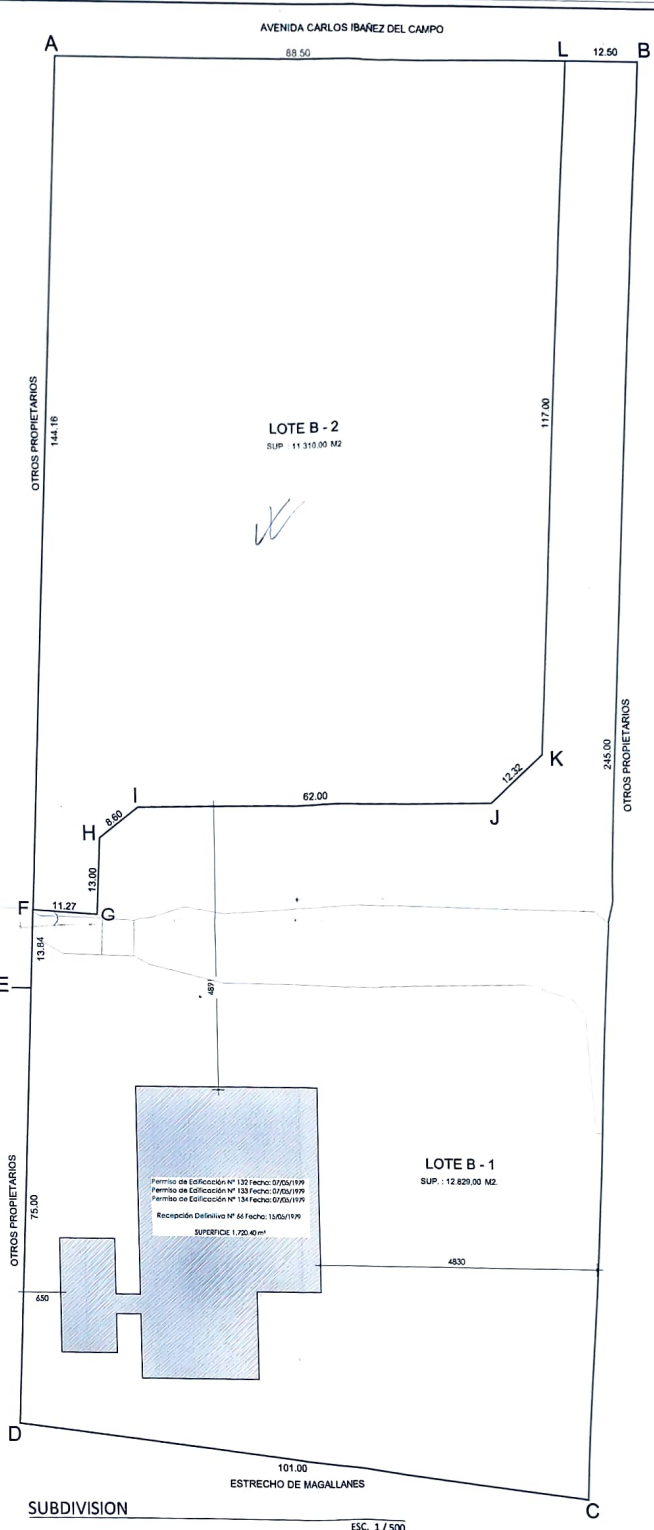 AVENIDA CARLOS IBAÑEZ DEL CAMPO
A
88.50
L
12.50
B
OTROS PROPIETARIOS
144.16
LOTE B - 2
SUP : 11 310.00 M2
117.00
245.00
OTROS PROPIETARIOS
K
12.32
J
62.00
I
8.60
H
13.00
F
11.27
G
13.84
E
OTROS PROPIETARIOS
75.00
Permiso de Edificación N° 132 Fecha: 07/05/1979
Permiso de Edificación N° 133 Fecha: 07/05/1979
Permiso de Edificación N° 134 Fecha: 07/05/1979
Recepción Definitiva N° 66 Fecha: 15/05/1979
SUPERFICIE 1.720.40 m²
LOTE B - 1
SUP. : 12.829,00 M2.
4830
650
D
101.00
ESTRECHO DE MAGALLANES
C
SUBDIVISION
ESC. 1 / 500